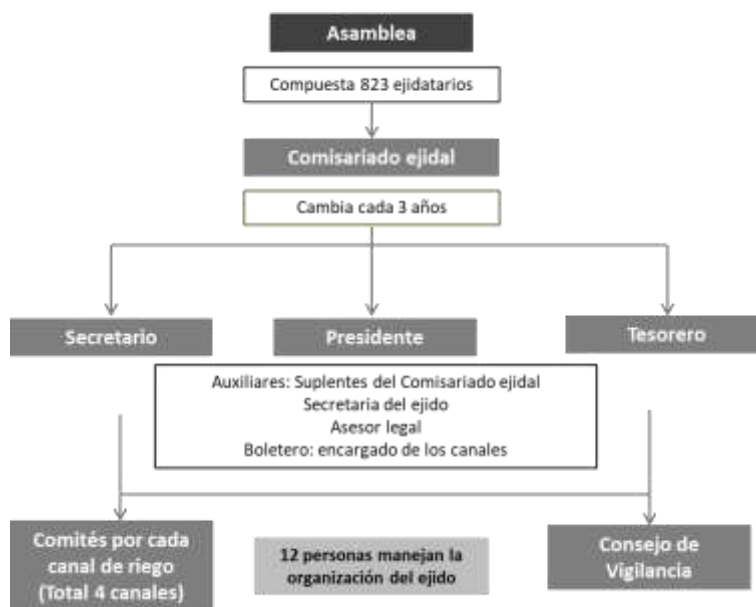 Asamblea
Compuesta 823 ejidatarios
Comisariado ejidal
Cambia cada 3 años
Secretario
Presidente
Tesorero
Auxiliares: Suplentes del Comisariado ejidal
Secretaria del ejido
Asesor legal
Boletero: encargado de los canales
Comités por cada
canal de riego
(Total 4 canales)
12 personas manejan la
organización del ejido
Consejo de
Vigilancia